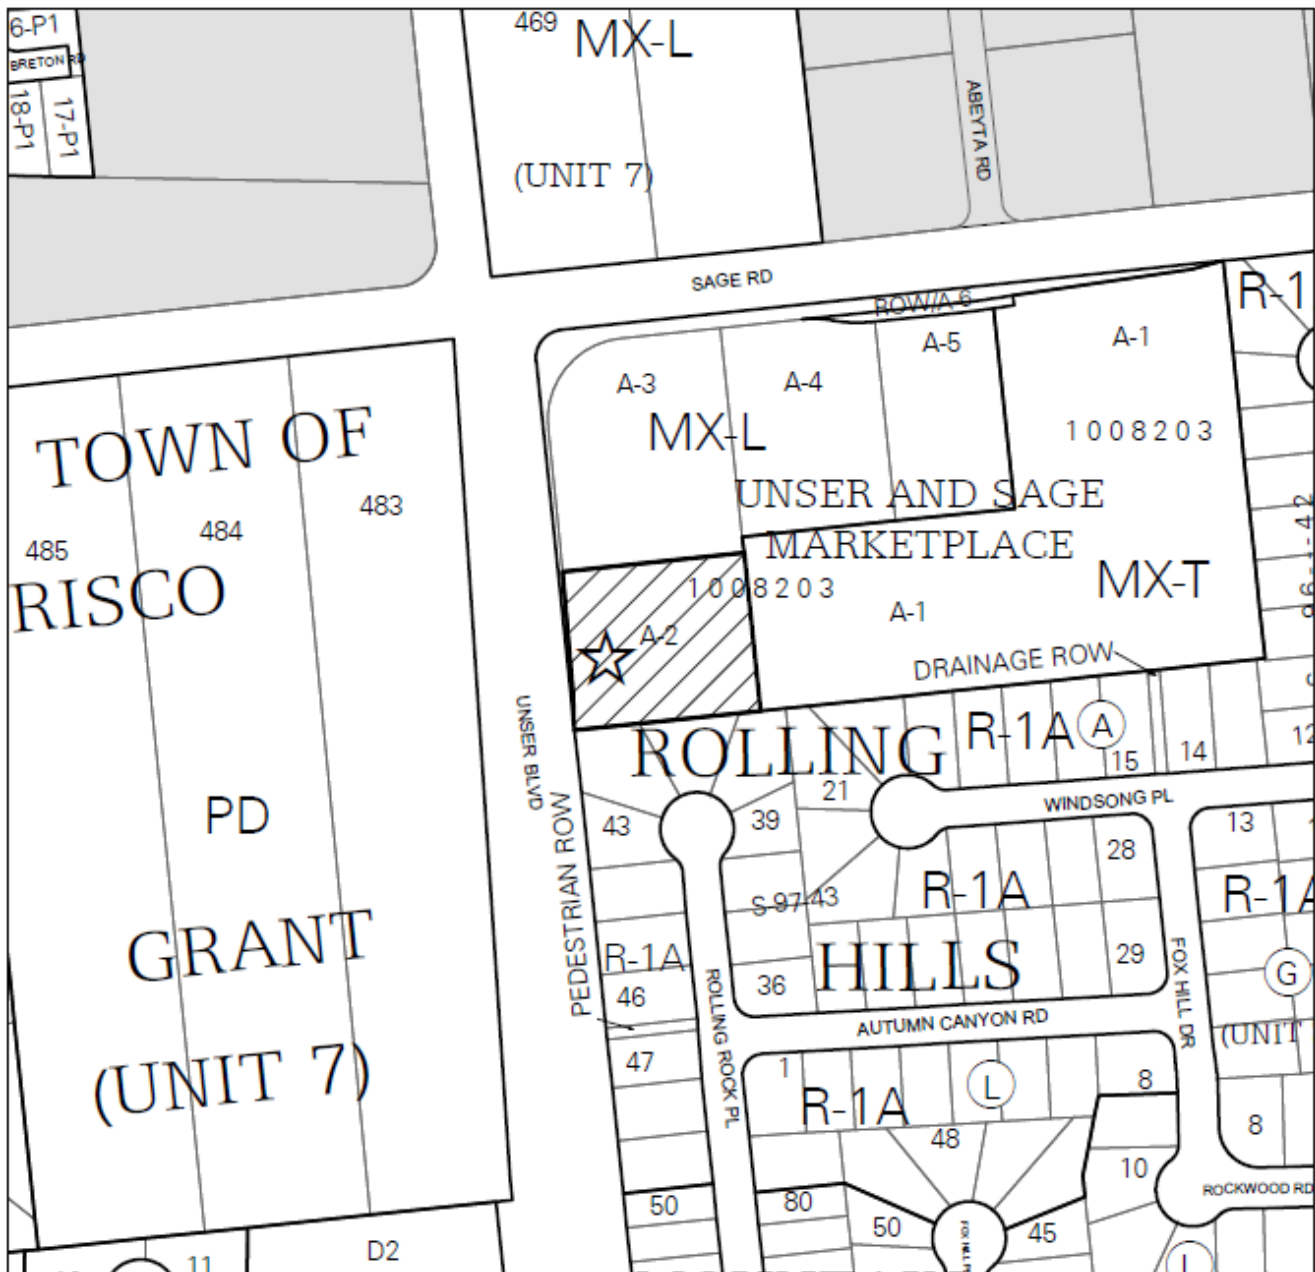 6-P1
BRETON RD
18-P1
17-P1
469
MX-L
(UNIT 7)
ABEYTA RD
SAGE RD
ROW/A-6
R-1
A-3
A-4
A-5
A-1
MX-L
1008203
TOWN OF
483
484
485
RISCO
UNSER AND SAGE
MARKETPLACE
1008203
MX-T
A-1
A-2
DRAINAGE ROW
UNSER BLVD
PEDESTRIAN ROW
ROLLING
R-1A
A
15
14
12
PD
43
39
21
WINDSONG PL
13
28
S-97-43
R-1A
R-1A
GRANT
R-1A
46
36
HILLS
29
FOX HILL DR
G
ROLLING ROCK PL
AUTUMN CANYON RD
(UNIT
(UNIT 7)
47
1
R-1A
L
8
8
48
10
50
80
50
45
ROCKWOOD RD
FOX HILL PL
11
D2
L